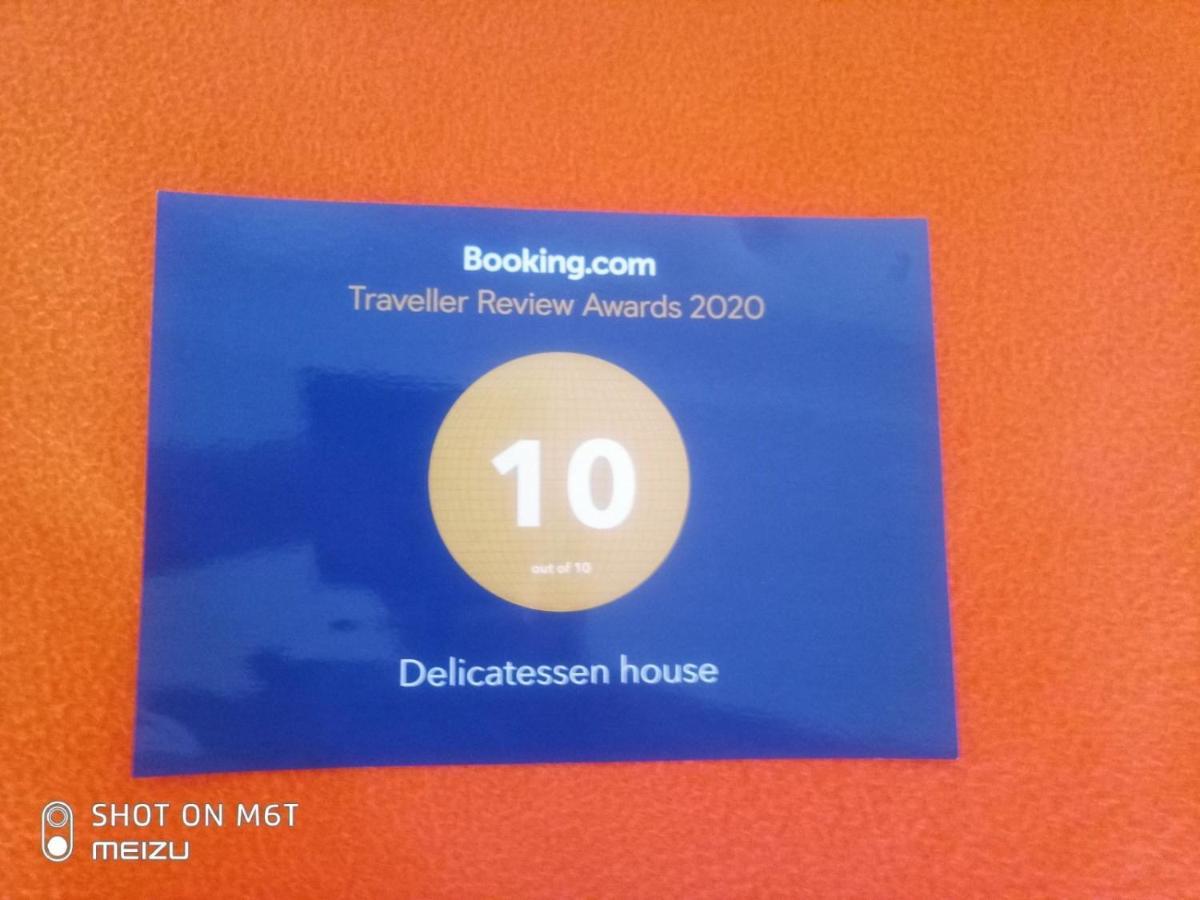 Booking.com
Traveller Review Awards 2020
10
out of 10
Delicatessen house
SHOT ON M6T
MEIZU